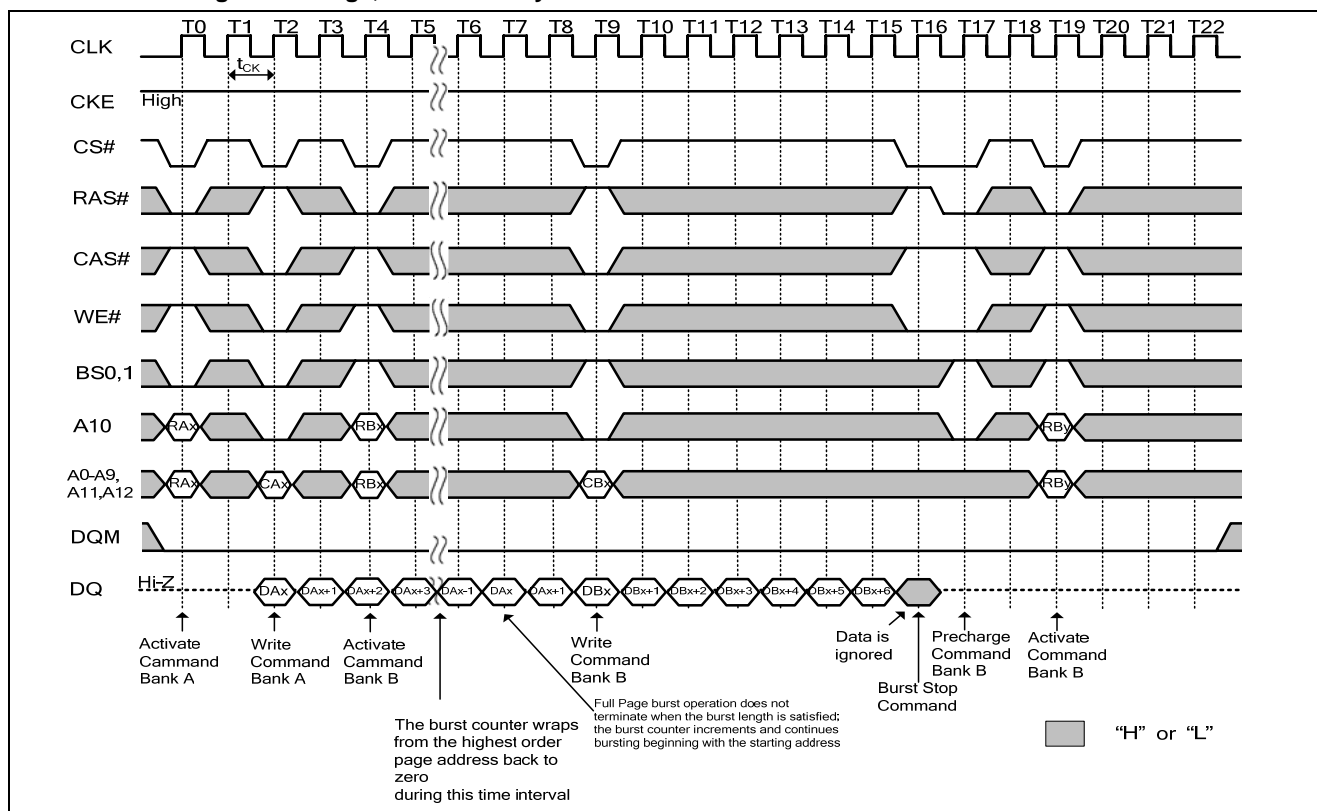 T0 T1 T2 T3 T4 T5 T6 T7 T8 T9 T10 T11 T12 T13 T14 T15 T16 T17 T18 T19 T20 T21 T22
CLK
tCK
CKE High
CS#
RAS#
CAS#
WE#
BS0,1
A10 RAx RBx RBy
A0-A9,
A11,A12 RAx CAx RBx CBx RBy
DQM
DQ Hi-Z DAx DAx+1 DAx+2 DAx+3 DAx-1 DAx DAx+1 DBx DBx+1 DBx+2 DBx+3 DBx+4 DBx+5 DBx+6
Activate
Cammand
Bank A
Write
Command
Bank A
Activate
Cammand
Bank B
The burst counter wraps
from the highest order
page address back to
zero
during this time interval
Full Page burst operation does not
terminate when the burst length is satisfied;
the burst counter increments and continues
bursting beginning with the starting address
Write
Command
Bank B
Data is
ignored
Burst Stop
Command
Precharge
Command
Bank B
Activate
Command
Bank B
"H" or "L"